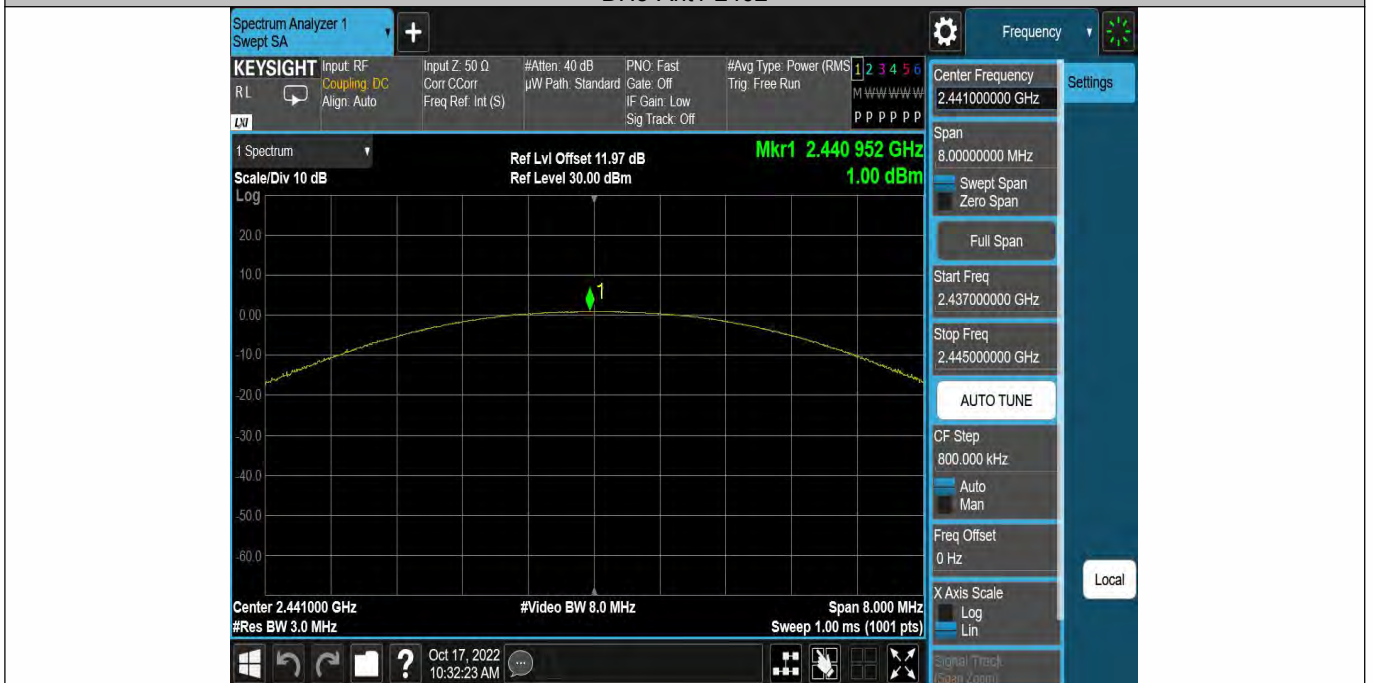 Spectrum Analyzer 1
Swept SA
Frequency
KEYSIGHT
RL
LXI
Input: RF
Coupling: DC
Align: Auto
Input Z: 50 Ω
Corr CCorr
Freq Ref: Int (S)
#Atten: 40 dB
µW Path: Standard
PNO: Fast
Gate: Off
IF Gain: Low
Sig Track: Off
#Avg Type: Power (RMS
Trig: Free Run
1 2 3 4 5 6
M W W W W W
P P P P P P
1 Spectrum
Scale/Div 10 dB
Ref Lvl Offset 11.97 dB
Ref Level 30.00 dBm
Mkr1 2.440 952 GHz
1.00 dBm
Log
20.0
10.0
0.00
-10.0
-20.0
-30.0
-40.0
-50.0
-60.0
1
Center 2.441000 GHz
#Res BW 3.0 MHz
#Video BW 8.0 MHz
Span 8.000 MHz
Sweep 1.00 ms (1001 pts)
Oct 17, 2022
10:32:23 AM
Center Frequency
2.441000000 GHz
Settings
Span
8.00000000 MHz
Swept Span
Zero Span
Full Span
Start Freq
2.437000000 GHz
Stop Freq
2.445000000 GHz
AUTO TUNE
CF Step
800.000 kHz
Auto
Man
Freq Offset
0 Hz
X Axis Scale
Log
Lin
Local
Signal Track
(Span Zoom)